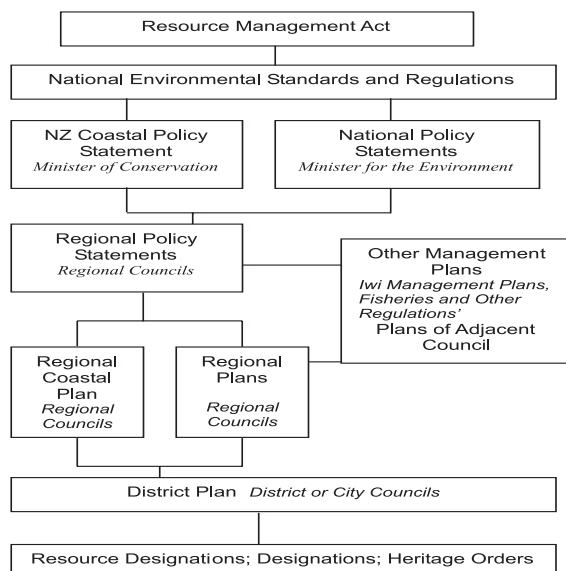 Resource Management Act
National Environmental Standards and Regulations
NZ Coastal Policy
Statement
Minister of Conservation
National Policy
Statements
Minister for the Environment
Regional Policy
Statements
Regional Councils
Other Management
Plans
Iwi Management Plans,
Fisheries and Other
Regulations’
Plans of Adjacent
Council
Regional
Coastal
Plan
Regional
Councils
Regional
Plans
Regional
Councils
District Plan District or City Councils
Resource Designations; Designations; Heritage Orders